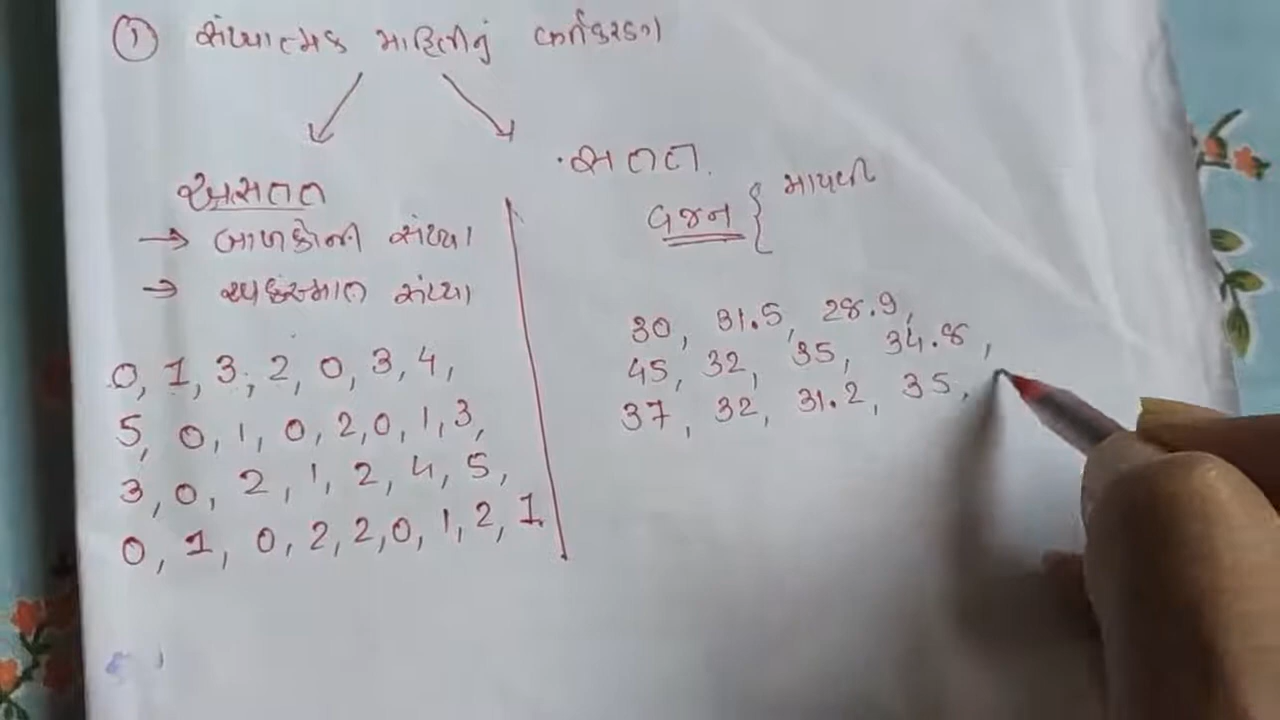 ① સંખ્યાત્મક માહિતીનું વર્ગીકરણ
અસતત
→ બાળકોની સંખ્યા
→ અકસ્માત સંખ્યા
0, 1, 3, 2, 0, 3, 4,
5, 0, 1, 0, 2, 0, 1, 3,
3, 0, 2, 1, 2, 4, 5,
0, 1, 0, 2, 2, 0, 1, 2, 1
સતત.
વજન { માપણી
30, 31.5, 28.9,
45, 32, 35, 34.8,
37, 32, 31.2, 35,